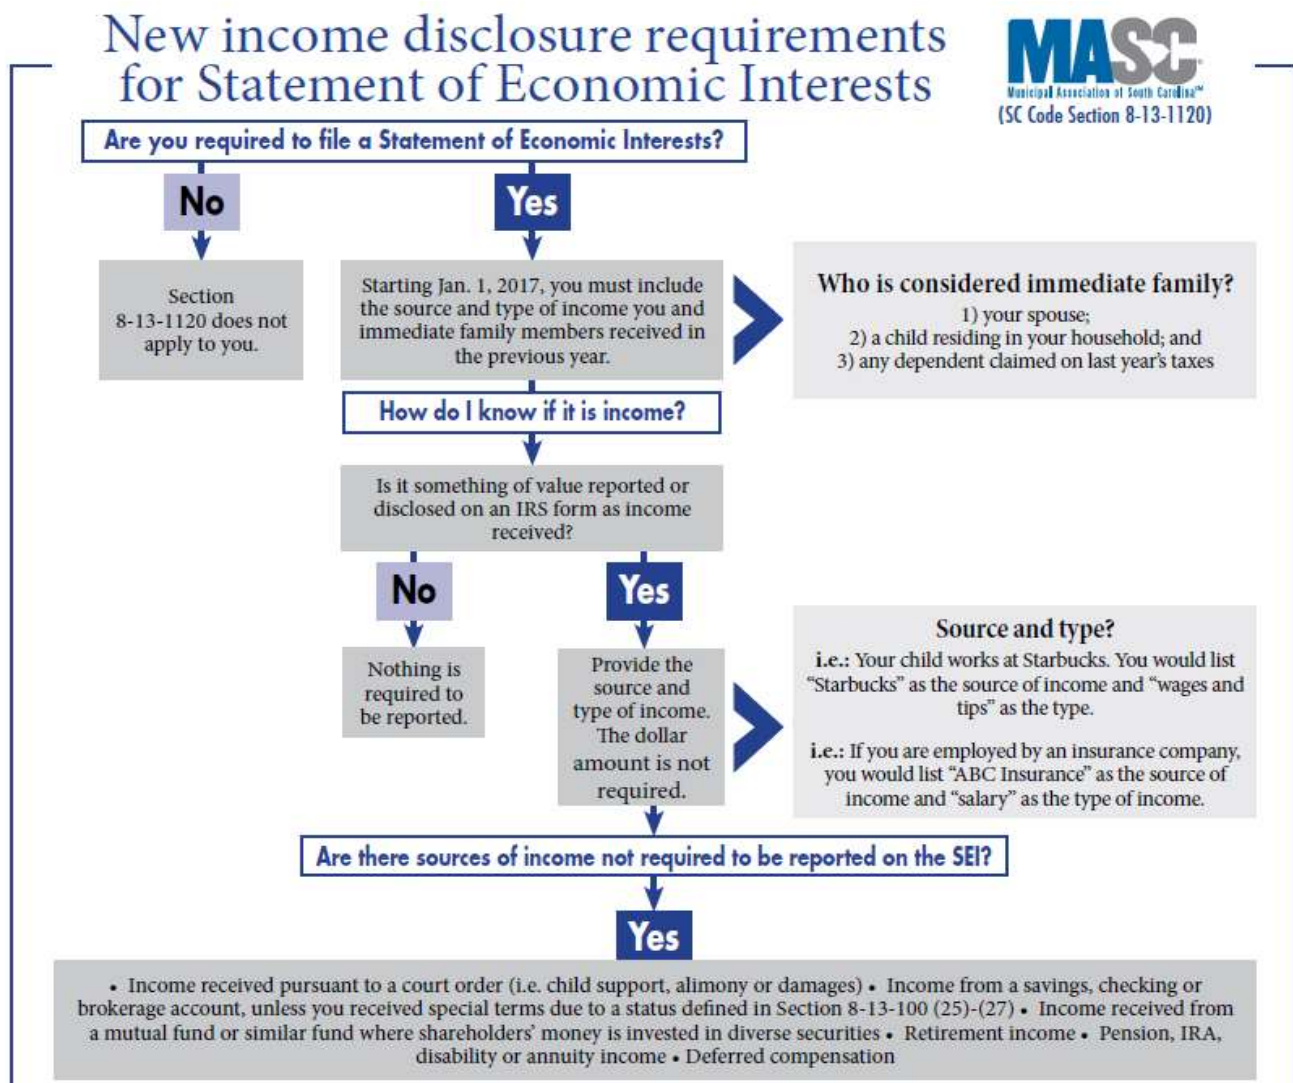 New income disclosure requirements
for Statement of Economic Interests
MASC
Municipal Association of South Carolina™
(SC Code Section 8-13-1120)
Are you required to file a Statement of Economic Interests?
No
Yes
Section
8-13-1120 does not
apply to you.
Starting Jan. 1, 2017, you must include
the source and type of income you and
immediate family members received in
the previous year.
Who is considered immediate family?
1) your spouse;
2) a child residing in your household; and
3) any dependent claimed on last year's taxes
How do I know if it is income?
Is it something of value reported or
disclosed on an IRS form as income
received?
No
Yes
Nothing is
required to
be reported.
Provide the
source and
type of income.
The dollar
amount is not
required.
Source and type?
i.e.: Your child works at Starbucks. You would list
“Starbucks” as the source of income and “wages and
tips” as the type.
i.e.: If you are employed by an insurance company,
you would list “ABC Insurance” as the source of
income and “salary” as the type of income.
Are there sources of income not required to be reported on the SEI?
Yes
• Income received pursuant to a court order (i.e. child support, alimony or damages) • Income from a savings, checking or
brokerage account, unless you received special terms due to a status defined in Section 8-13-100 (25)-(27) • Income received from
a mutual fund or similar fund where shareholders’ money is invested in diverse securities • Retirement income • Pension, IRA,
disability or annuity income • Deferred compensation